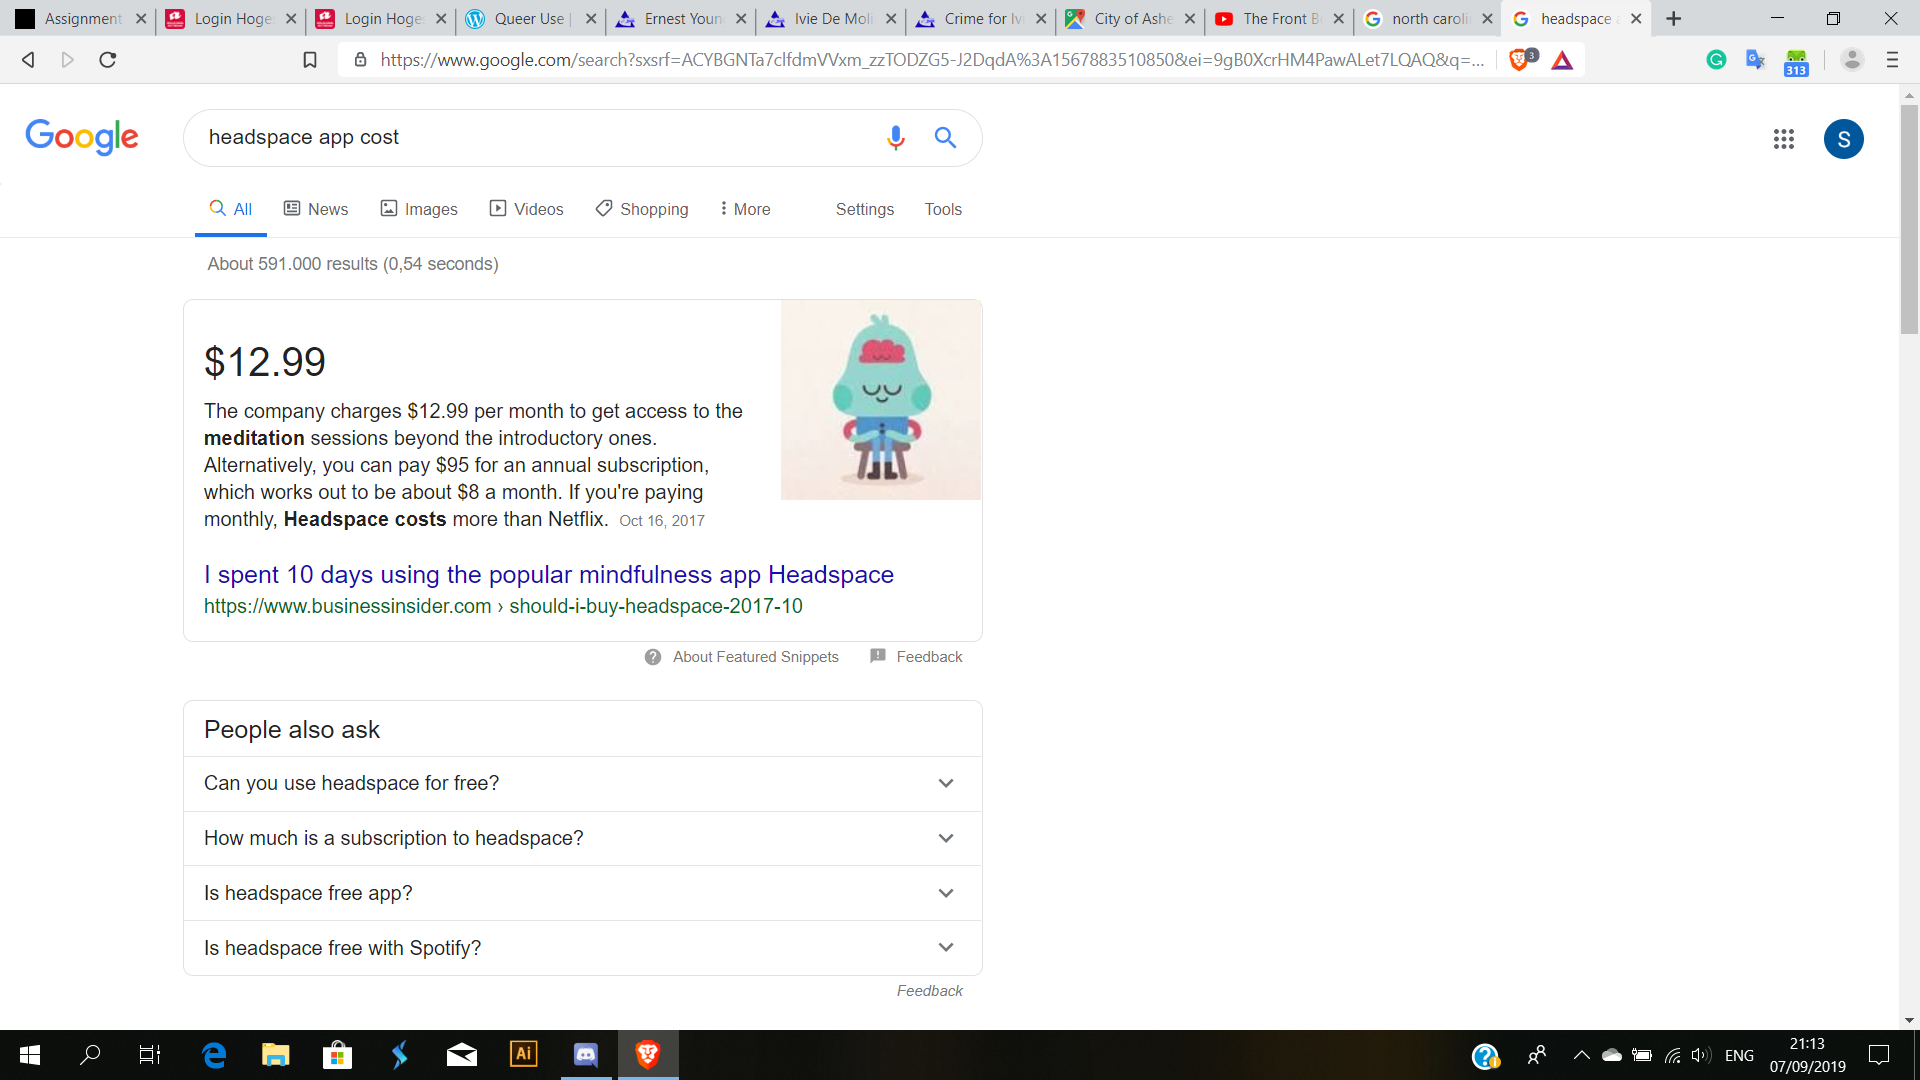 Assignment
Login Hoge
Login Hoge
Queer Use |
Ernest Youn
Ivie De Moli
Crime for Iv
City of Ashe
The Front B
north caroli
headspace a
https://www.google.com/search?sxsrf=ACYBGNTa7clfdmVVxm_zzTODZG5-J2DqdA%3A1567883510850&ei=9gB0XcrHM4PawALet7LQAQ&q=...
3
313
Google
headspace app cost
S
All News Images Videos Shopping More Settings Tools
About 591.000 results (0,54 seconds)
$12.99
The company charges $12.99 per month to get access to the
meditation sessions beyond the introductory ones.
Alternatively, you can pay $95 for an annual subscription,
which works out to be about $8 a month. If you're paying
monthly, Headspace costs more than Netflix. Oct 16, 2017
I spent 10 days using the popular mindfulness app Headspace
https://www.businessinsider.com › should-i-buy-headspace-2017-10
About Featured Snippets Feedback
People also ask
Can you use headspace for free?
How much is a subscription to headspace?
Is headspace free app?
Is headspace free with Spotify?
Feedback
Ai
ENG
21:13
07/09/2019